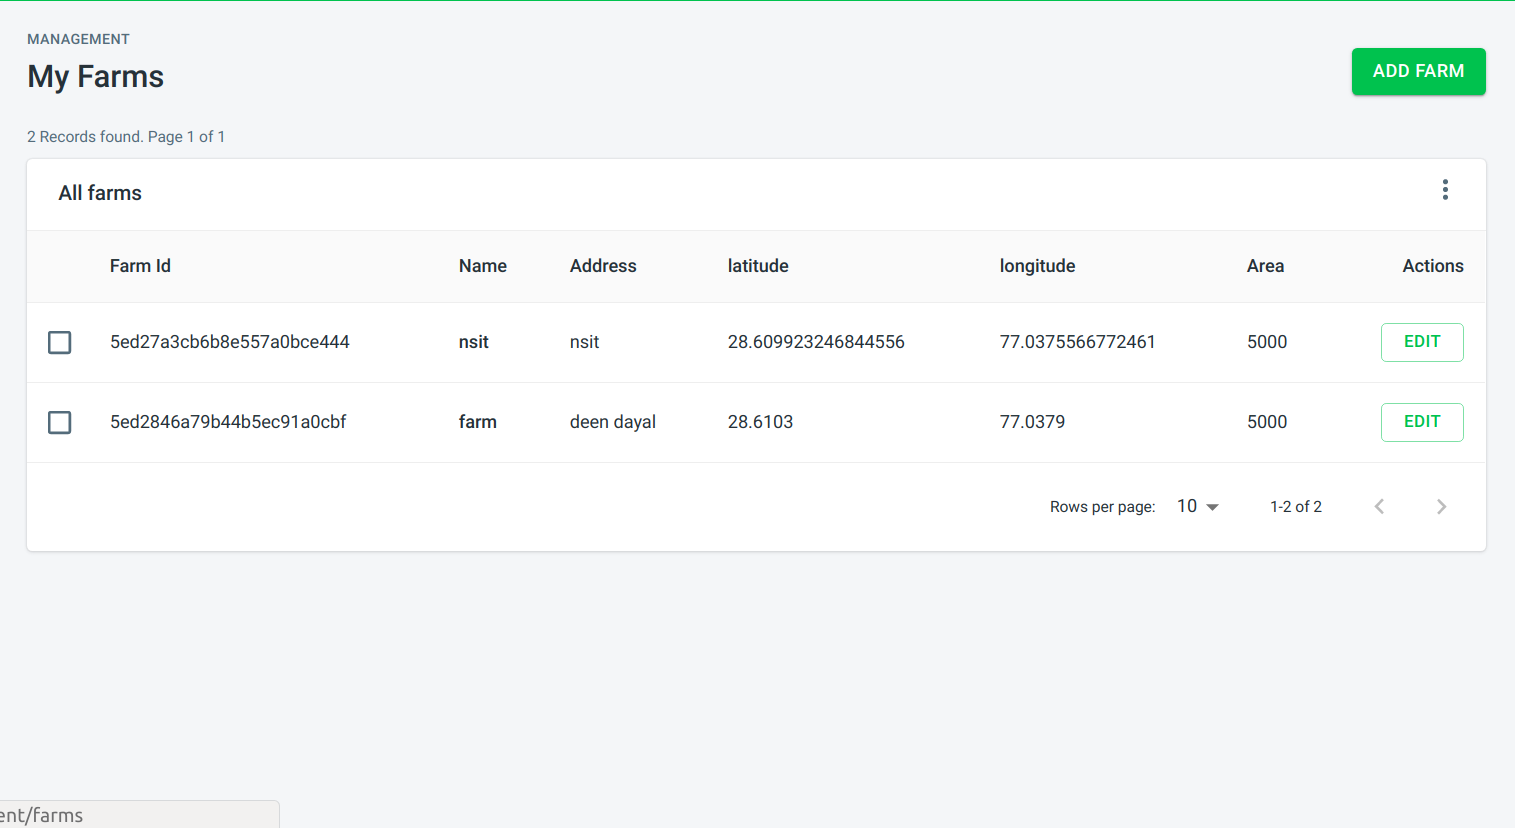 MANAGEMENT
My Farms
ADD FARM
2 Records found. Page 1 of 1
All farms
Farm Id Name Address latitude longitude Area Actions
5ed27a3cb6b8e557a0bce444 nsit nsit 28.609923246844556 77.0375566772461 5000 EDIT
5ed2846a79b44b5ec91a0cbf farm deen dayal 28.6103 77.0379 5000 EDIT
Rows per page: 10 1-2 of 2
ent/farms